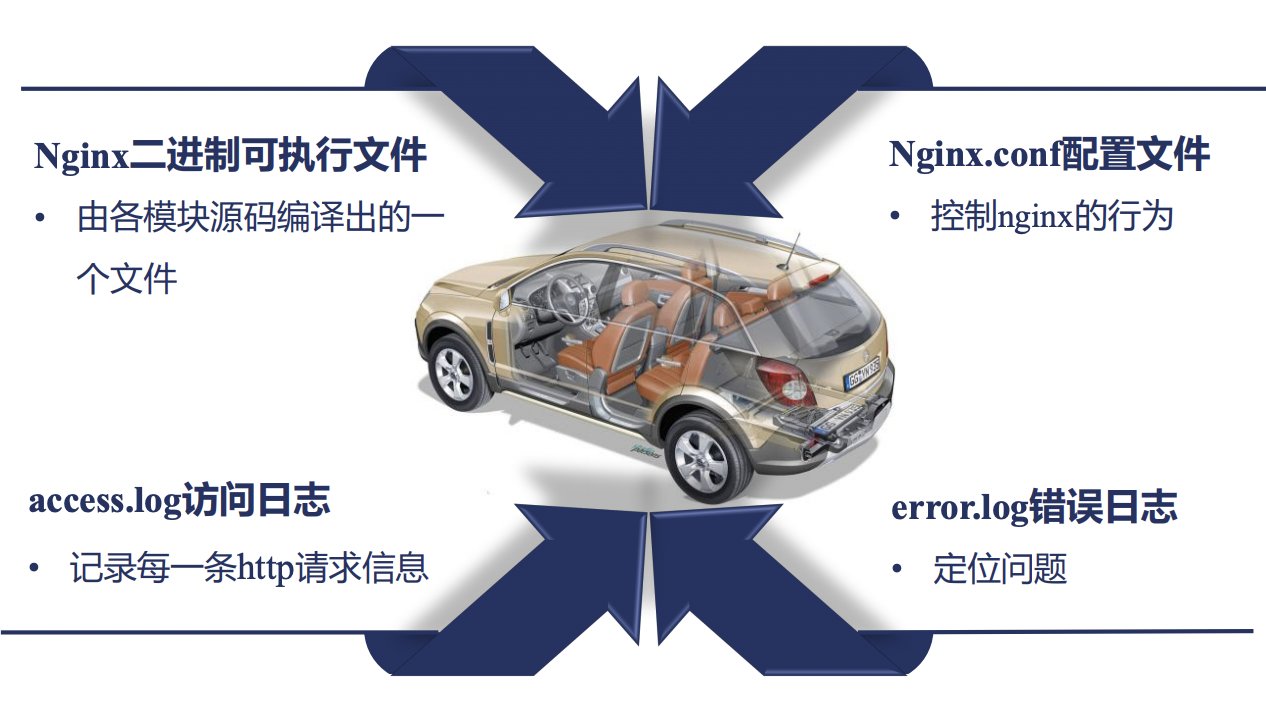 Nginx二进制可执行文件
• 由各模块源码编译出的一
个文件
Nginx.conf配置文件
• 控制nginx的行为
access.log访问日志
• 记录每一条http请求信息
error.log错误日志
• 定位问题